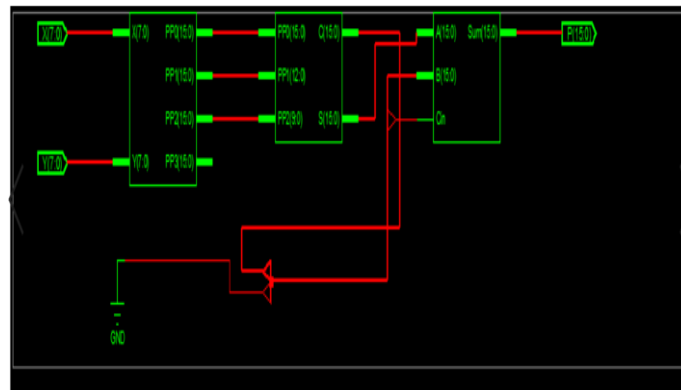 X(7:0)
X(7:0)
PP0(15:0)
PP0(15:0)
C(15:0)
A(15:0)
Sum(15:0)
P(15:0)
PP1(15:0)
PP1(12:0)
B(15:0)
PP2(15:0)
PP2(9:0)
S(15:0)
Cin
Y(7:0)
Y(7:0)
PP3(15:0)
GND